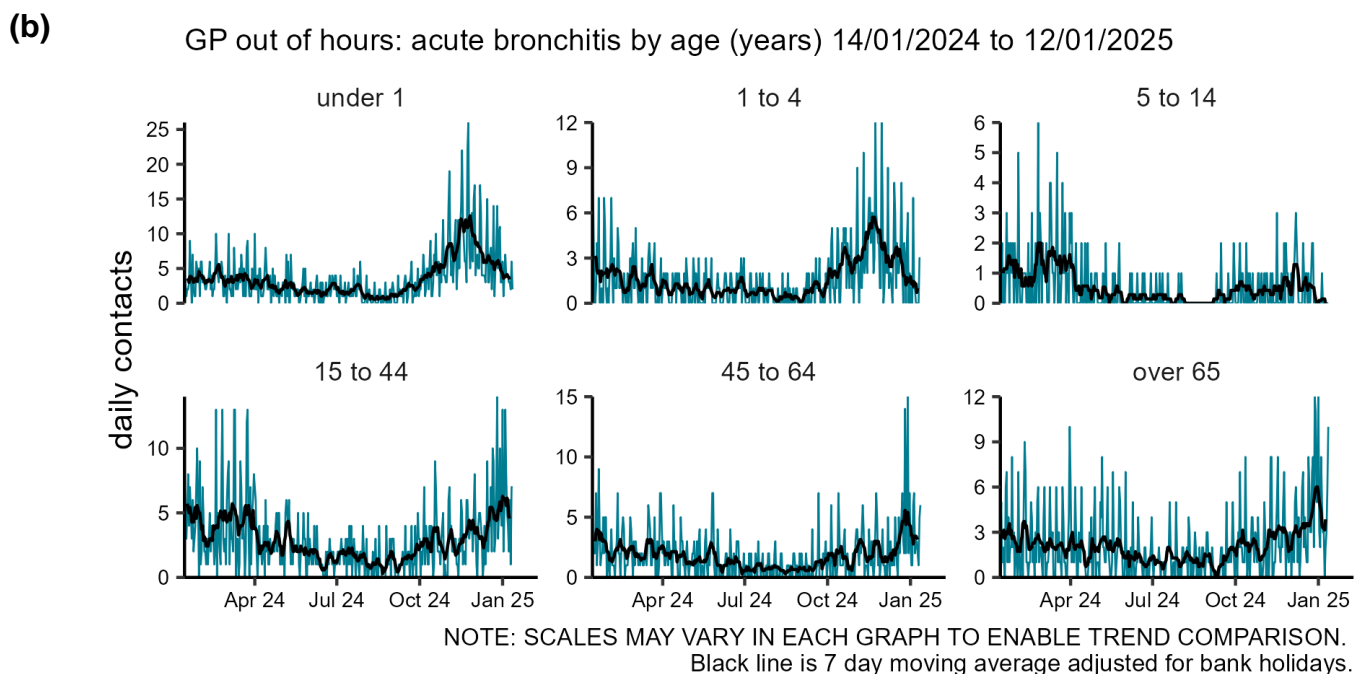 (b)
GP out of hours: acute bronchitis by age (years) 14/01/2024 to 12/01/2025
under 1
1 to 4
5 to 14
25
20
15
10
5
0
12
9
6
3
0
6
5
4
3
2
1
0
daily contacts
15 to 44
45 to 64
over 65
10
5
0
15
10
5
0
12
9
6
3
0
Apr 24 Jul 24 Oct 24 Jan 25
Apr 24 Jul 24 Oct 24 Jan 25
Apr 24 Jul 24 Oct 24 Jan 25
NOTE: SCALES MAY VARY IN EACH GRAPH TO ENABLE TREND COMPARISON.
Black line is 7 day moving average adjusted for bank holidays.